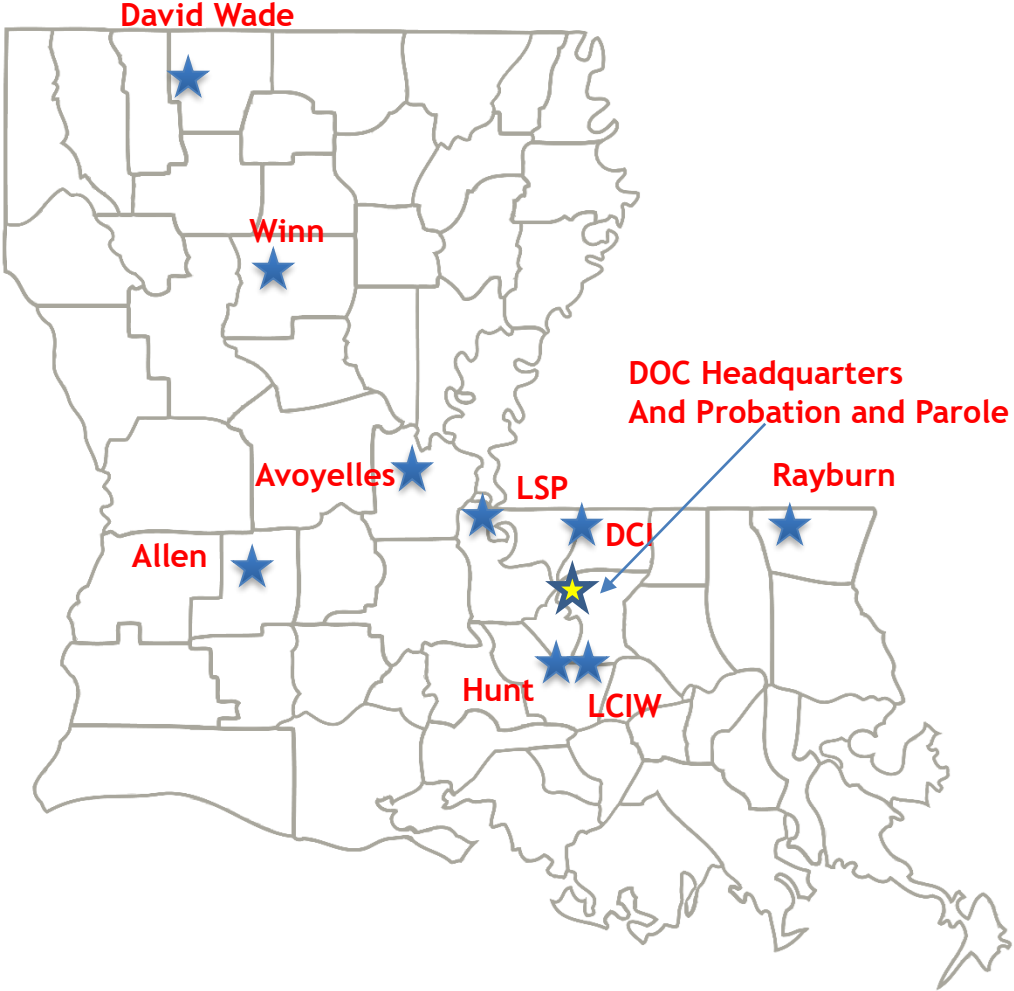 David Wade
Winn
DOC Headquarters
And Probation and Parole
Avoyelles
LSP
Rayburn
DCI
Allen
Hunt
LCIW